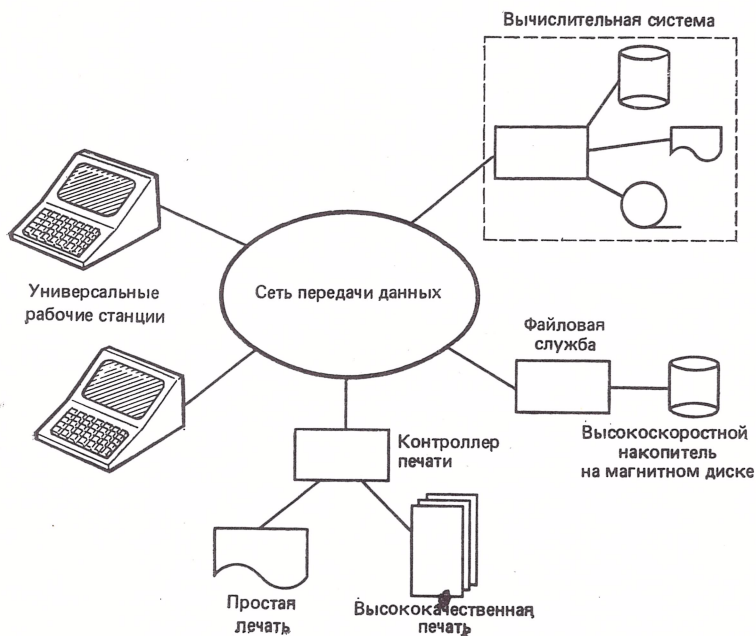 Вычислительная система
Универсальные
рабочие станции
Сеть передачи данных
Файловая
служба
Высокоскоростной
накопитель
на магнитном диске
Контроллер
печати
Простая
печать
Высококачественная
печать